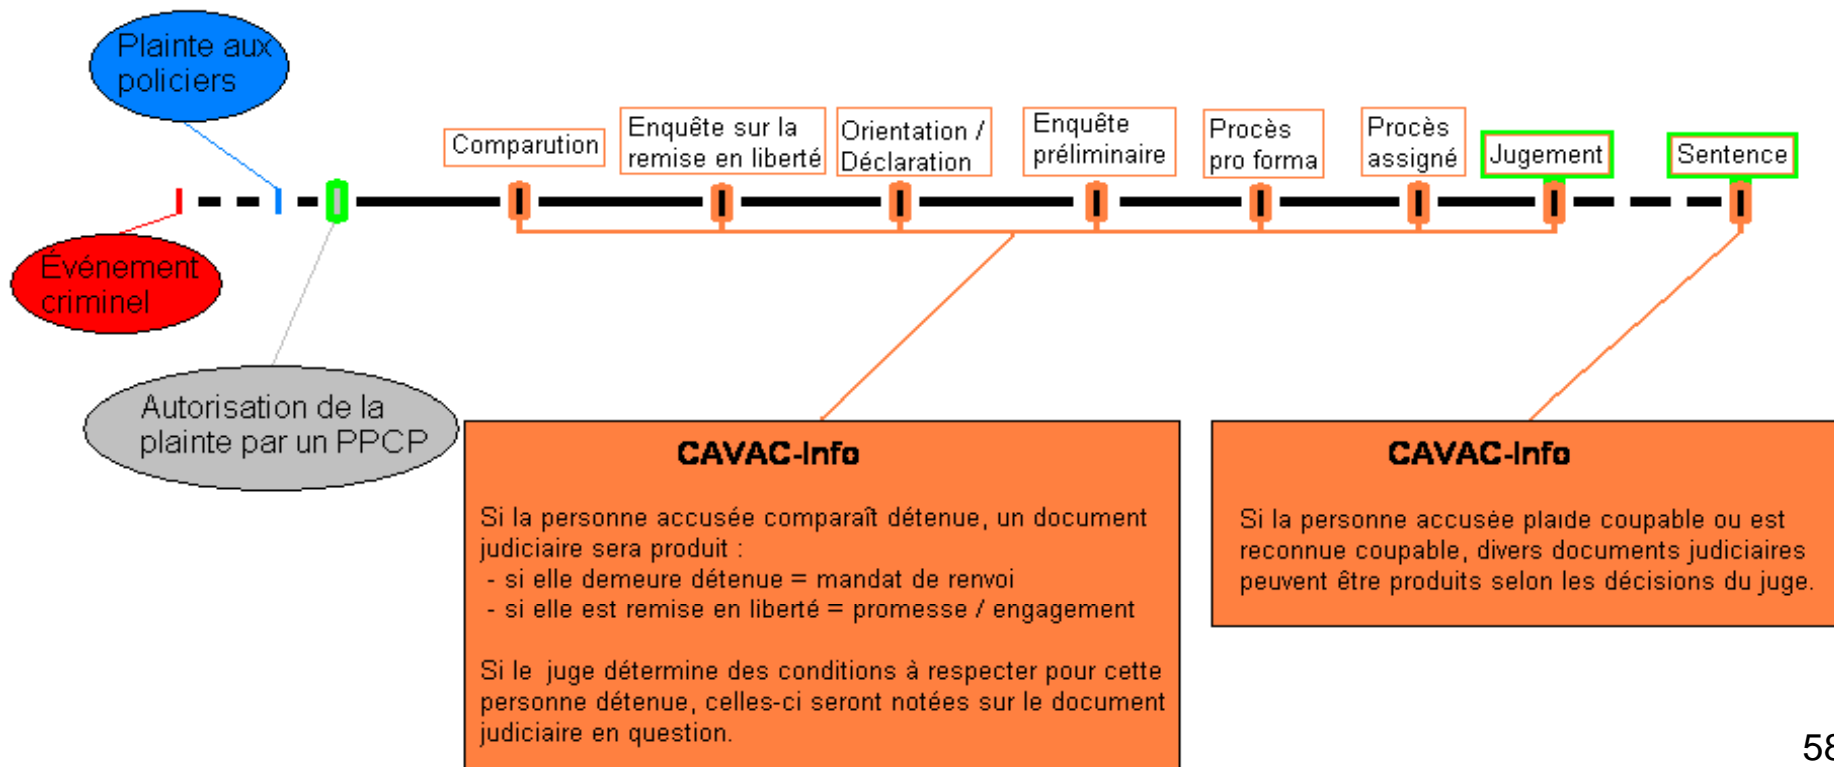 Plainte aux
policiers
Événement
criminel
Autorisation de la
plainte par un PPCP
Comparution
Enquête sur la
remise en liberté
Orientation /
Déclaration
Enquête
préliminaire
Procès
pro forma
Procès
assigné
Jugement
Sentence
CAVAC-Info
Si la personne accusée comparaît détenue, un document
judiciaire sera produit :
- si elle demeure détenue = mandat de renvoi
- si elle est remise en liberté = promesse / engagement
Si le juge détermine des conditions à respecter pour cette
personne détenue, celles-ci seront notées sur le document
judiciaire en question.
CAVAC-Info
Si la personne accusée plaide coupable ou est
reconnue coupable, divers documents judiciaires
peuvent être produits selon les décisions du juge.
58